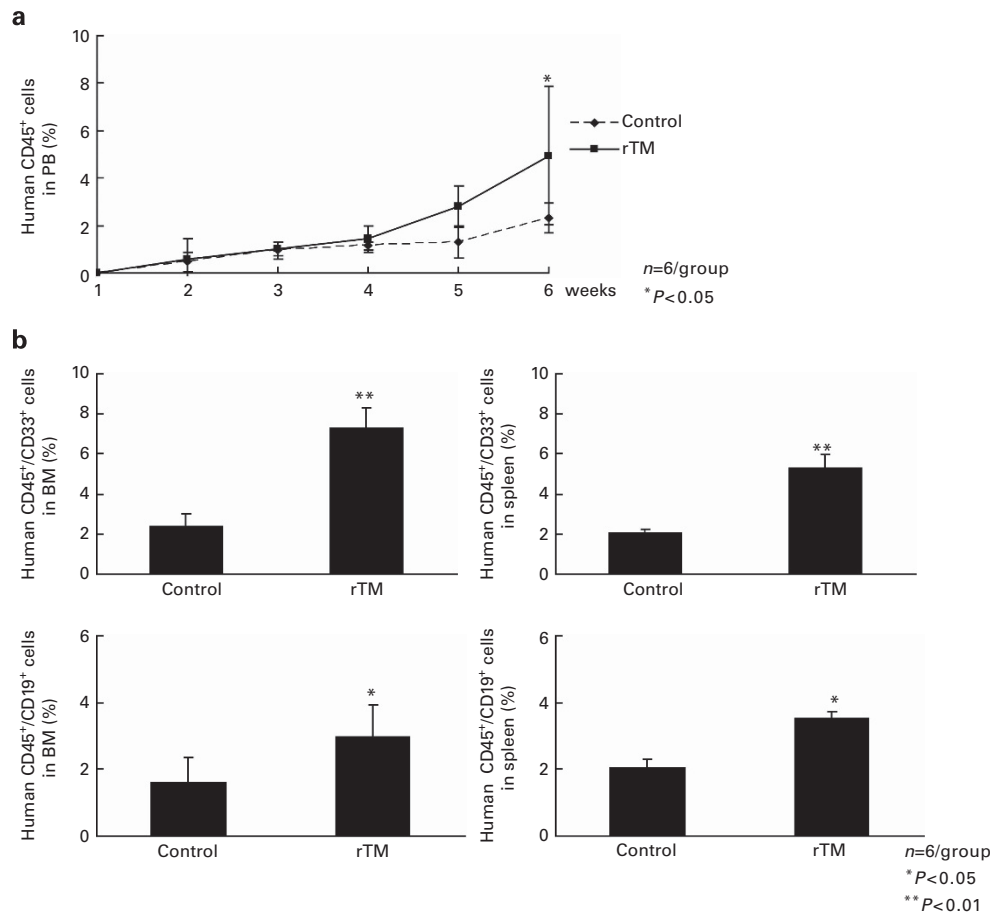 a
Human CD45⁺ cells
in PB (%)
10
8
6
4
2
0
1 2 3 4 5 6 weeks
*
Control
rTM
n=6/group
*P<0.05
b
Human CD45⁺/CD33⁺ cells
in BM (%)
10
8
6
4
2
0
**
Control rTM
Human CD45⁺/CD33⁺ cells
in spleen (%)
10
8
6
4
2
0
**
Control rTM
Human CD45⁺/CD19⁺ cells
in BM (%)
6
4
2
0
*
Control rTM
Human CD45⁺/CD19⁺ cells
in spleen (%)
6
4
2
0
*
Control rTM
n=6/group
*P<0.05
**P<0.01